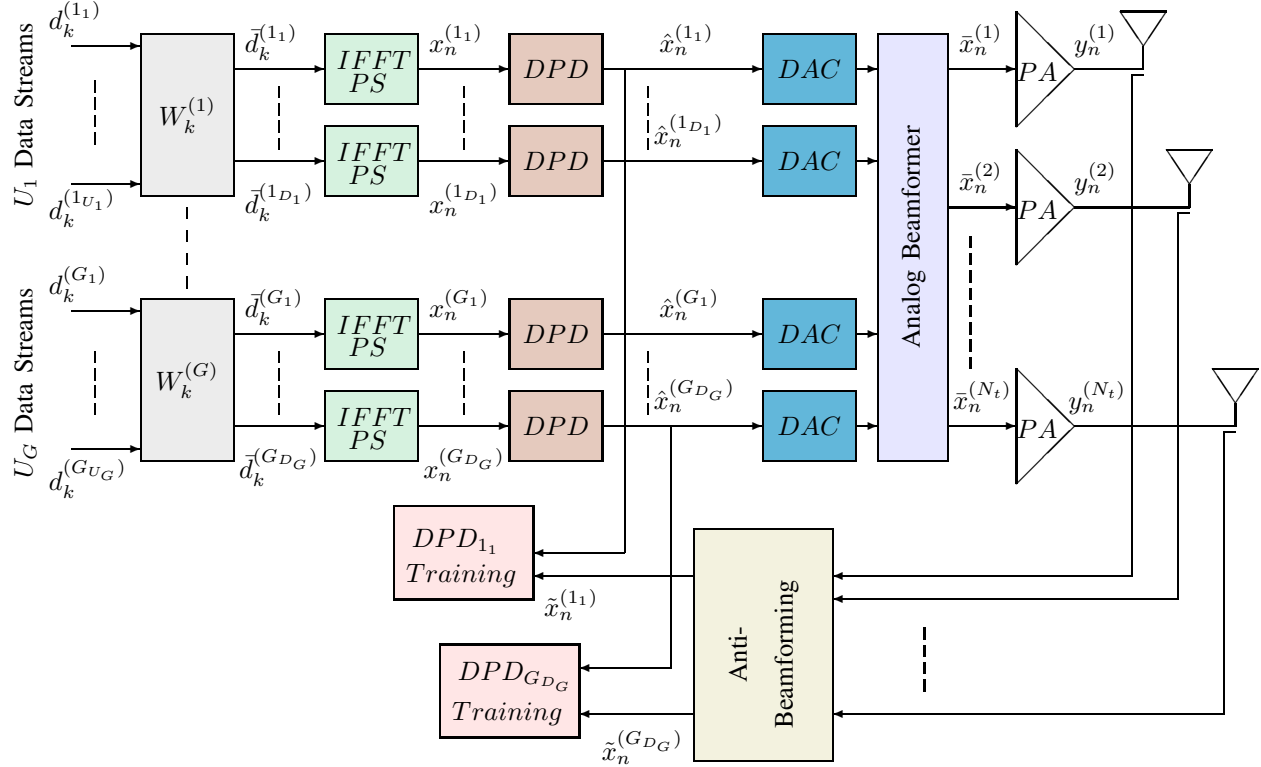 d_k^{(1_1)}
\bar{d}_k^{(1_1)}
x_n^{(1_1)}
\hat{x}_n^{(1_1)}
\bar{x}_n^{(1)}
y_n^{(1)}
IFFT
PS
DPD
DAC
PA
U_1 Data Streams
W_k^{(1)}
\hat{x}_n^{(1_{D_1})}
IFFT
PS
DPD
DAC
\bar{x}_n^{(2)}
y_n^{(2)}
PA
d_k^{(1_{U_1})}
\bar{d}_k^{(1_{D_1})}
x_n^{(1_{D_1})}
Analog Beamformer
d_k^{(G_1)}
\bar{d}_k^{(G_1)}
x_n^{(G_1)}
\hat{x}_n^{(G_1)}
IFFT
PS
DPD
DAC
U_G Data Streams
W_k^{(G)}
\hat{x}_n^{(G_{D_G})}
\bar{x}_n^{(N_t)}
y_n^{(N_t)}
IFFT
PS
DPD
DAC
PA
d_k^{(G_{U_G})}
\bar{d}_k^{(G_{D_G})}
x_n^{(G_{D_G})}
DPD_{1_1}
Training
\tilde{x}_n^{(1_1)}
Anti-
Beamforming
DPD_{G_{D_G}}
Training
\tilde{x}_n^{(G_{D_G})}